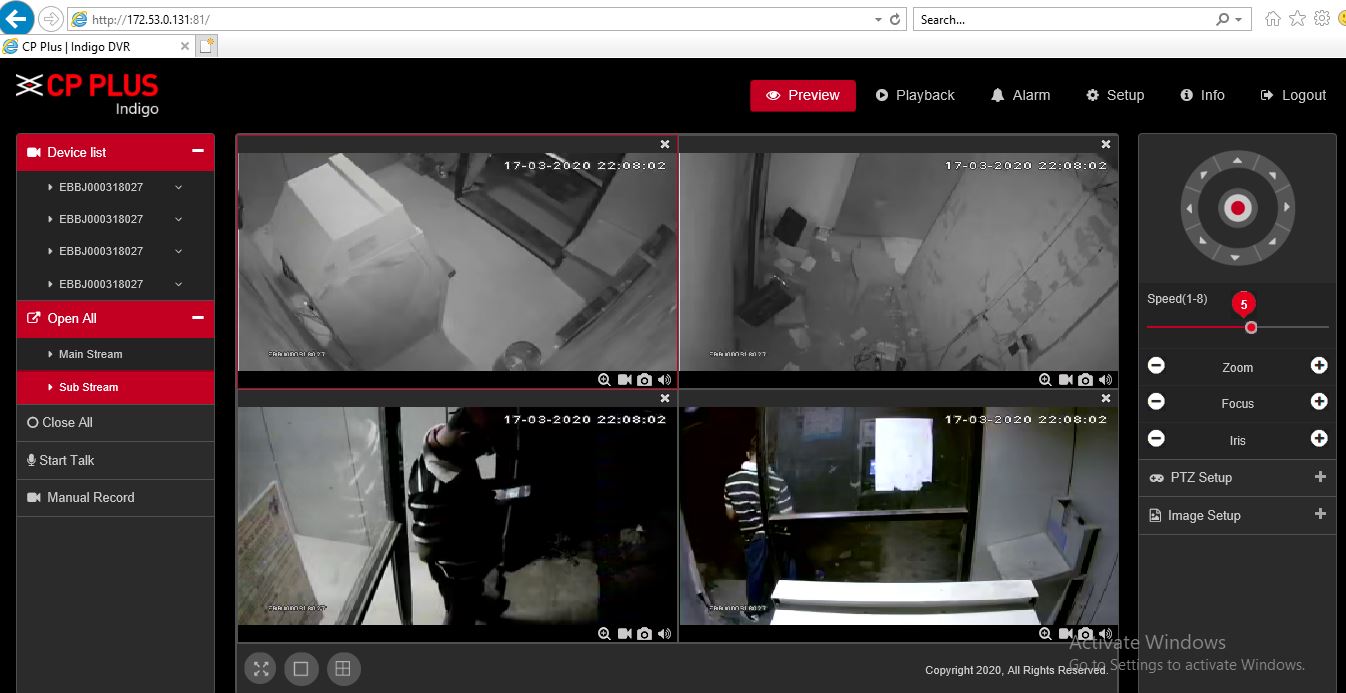 http://172.53.0.131:81/
Search...
CP Plus | Indigo DVR
CP PLUS
Indigo
Preview
Playback
Alarm
Setup
Info
Logout
Device list
EBBJ000318027
EBBJ000318027
EBBJ000318027
EBBJ000318027
Open All
Main Stream
Sub Stream
Close All
Start Talk
Manual Record
17-03-2020 22:08:02
EBBJ000318027
17-03-2020 22:08:02
EBBJ000318027
17-03-2020 22:08:02
EBBJ000318027
17-03-2020 22:08:02
EBBJ000318027
Speed(1-8)
5
Zoom
Focus
Iris
PTZ Setup
Image Setup
Copyright 2020, All Rights Reserved.
Activate Windows
Go to Settings to activate Windows.